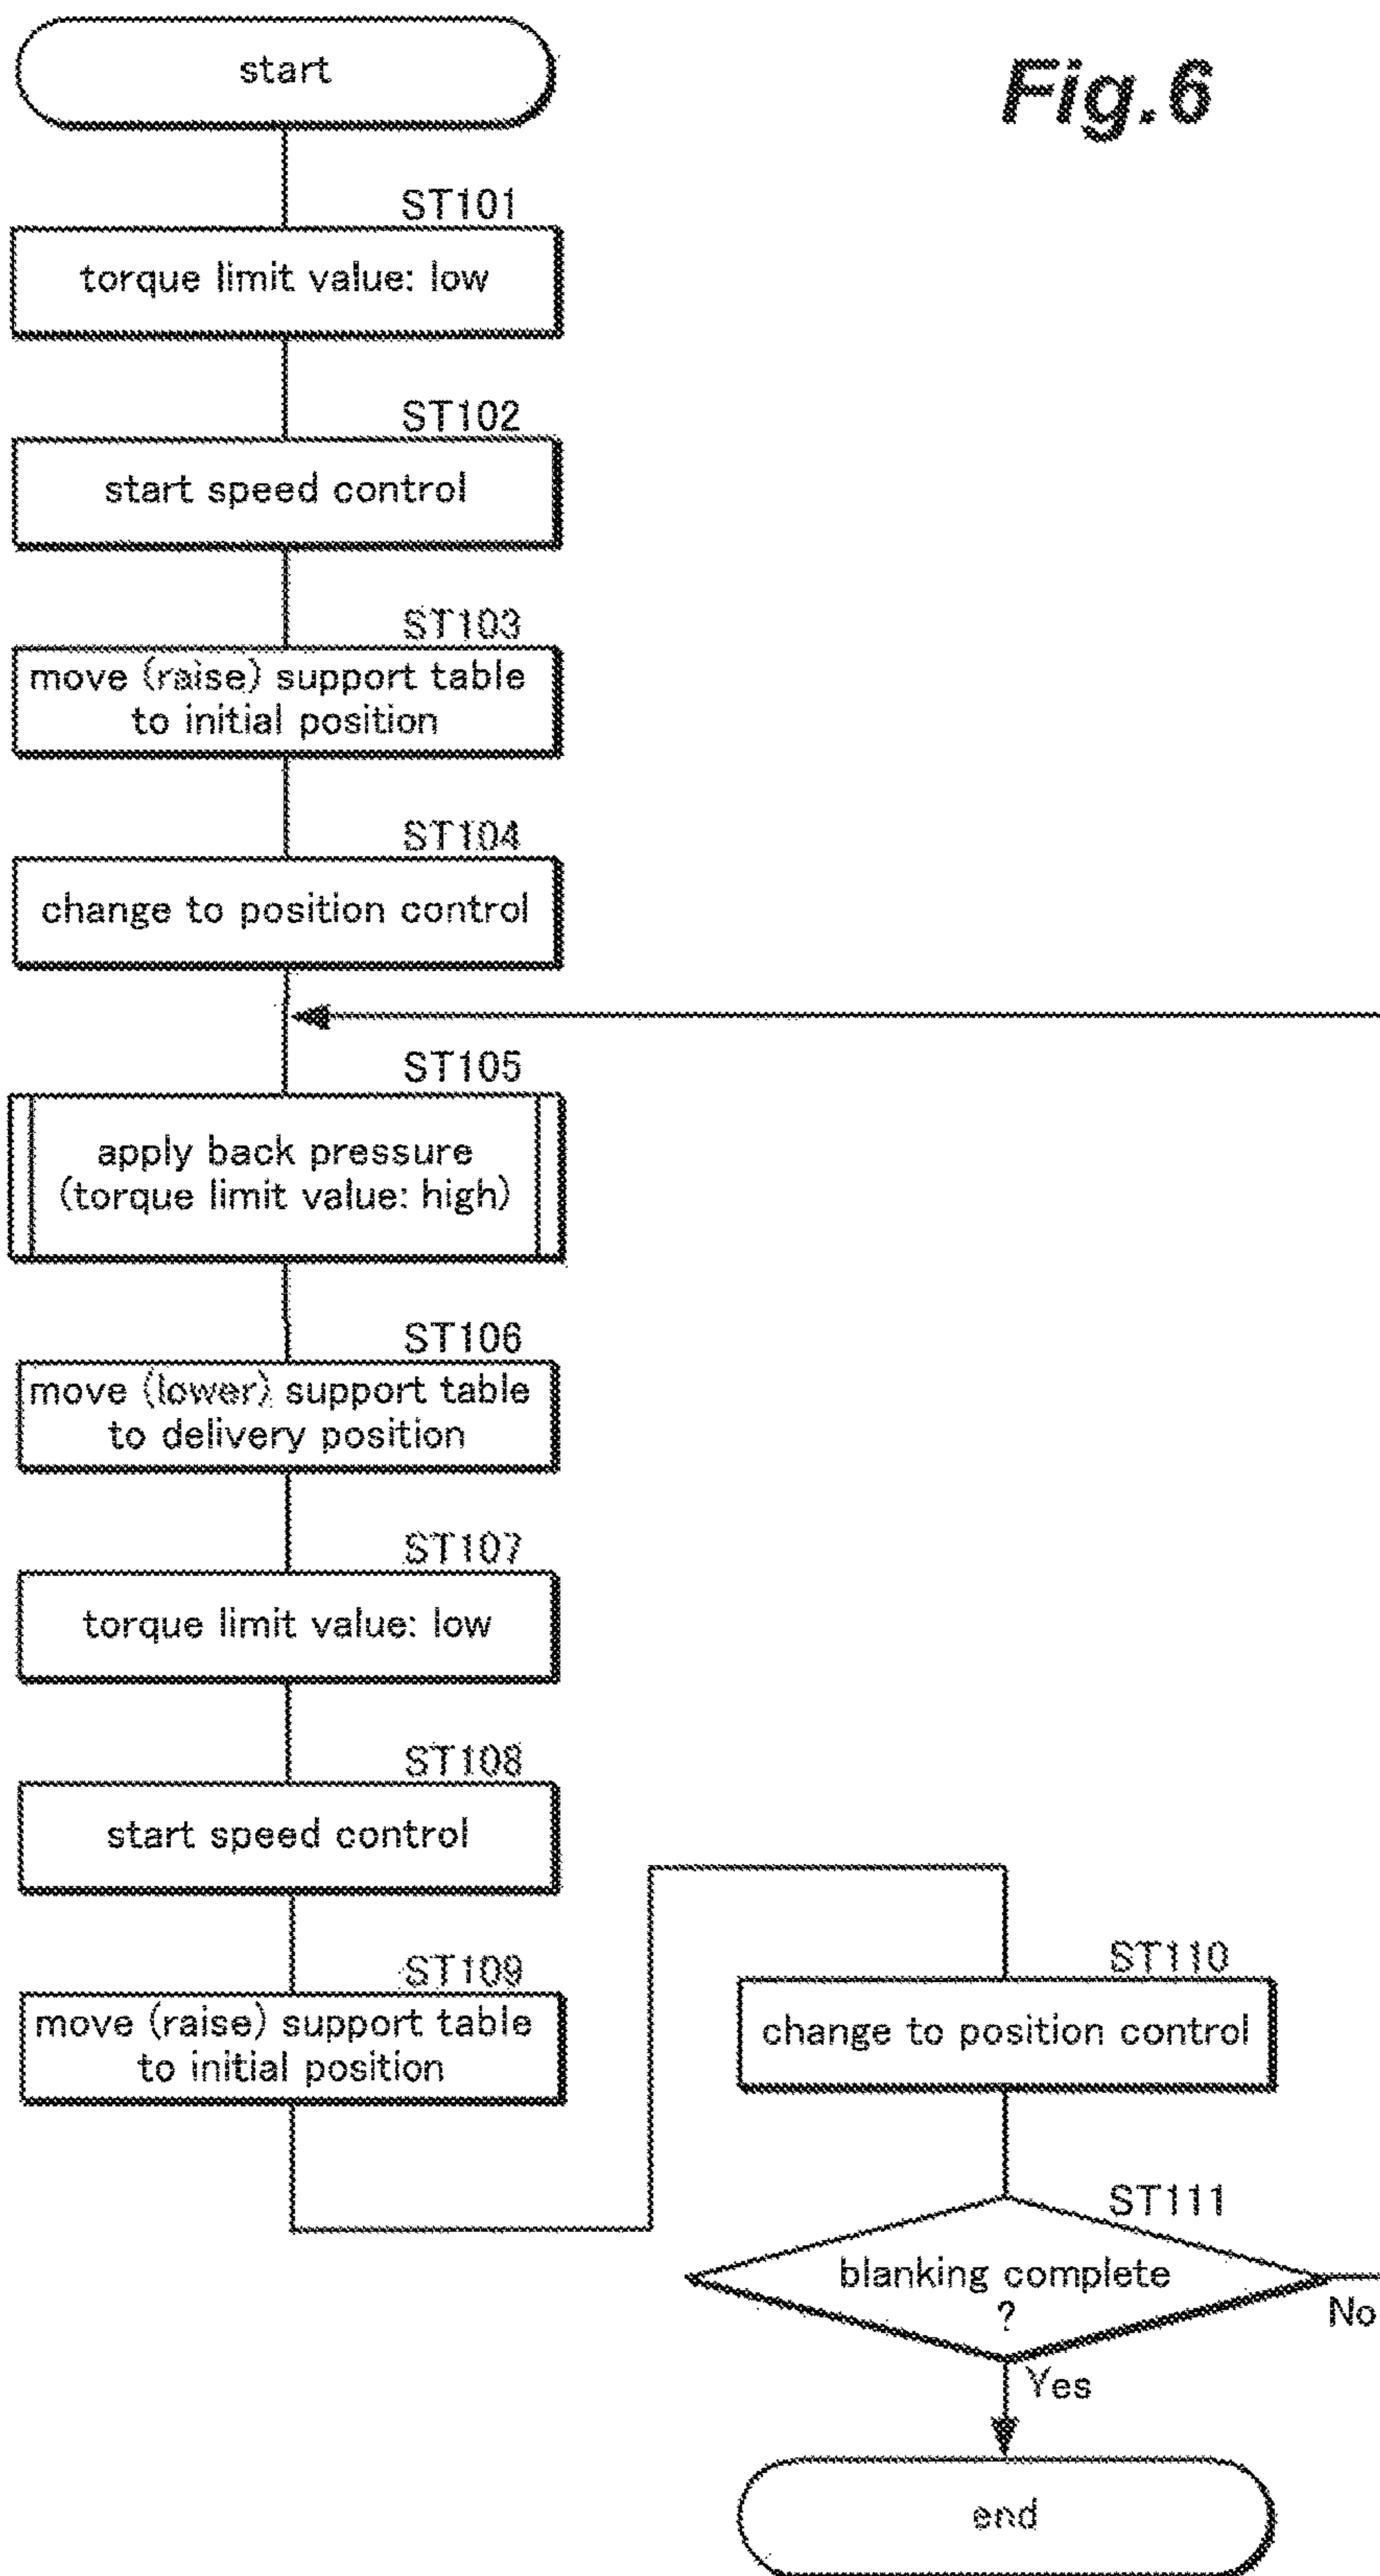 Fig.6
start
ST101
torque limit value: low
ST102
start speed control
ST103
move (raise) support table
to initial position
ST104
change to position control
ST105
apply back pressure
(torque limit value: high)
ST106
move (lower) support table
to delivery position
ST107
torque limit value: low
ST108
start speed control
ST109
move (raise) support table
to initial position
ST110
change to position control
ST111
blanking complete
?
No
Yes
end